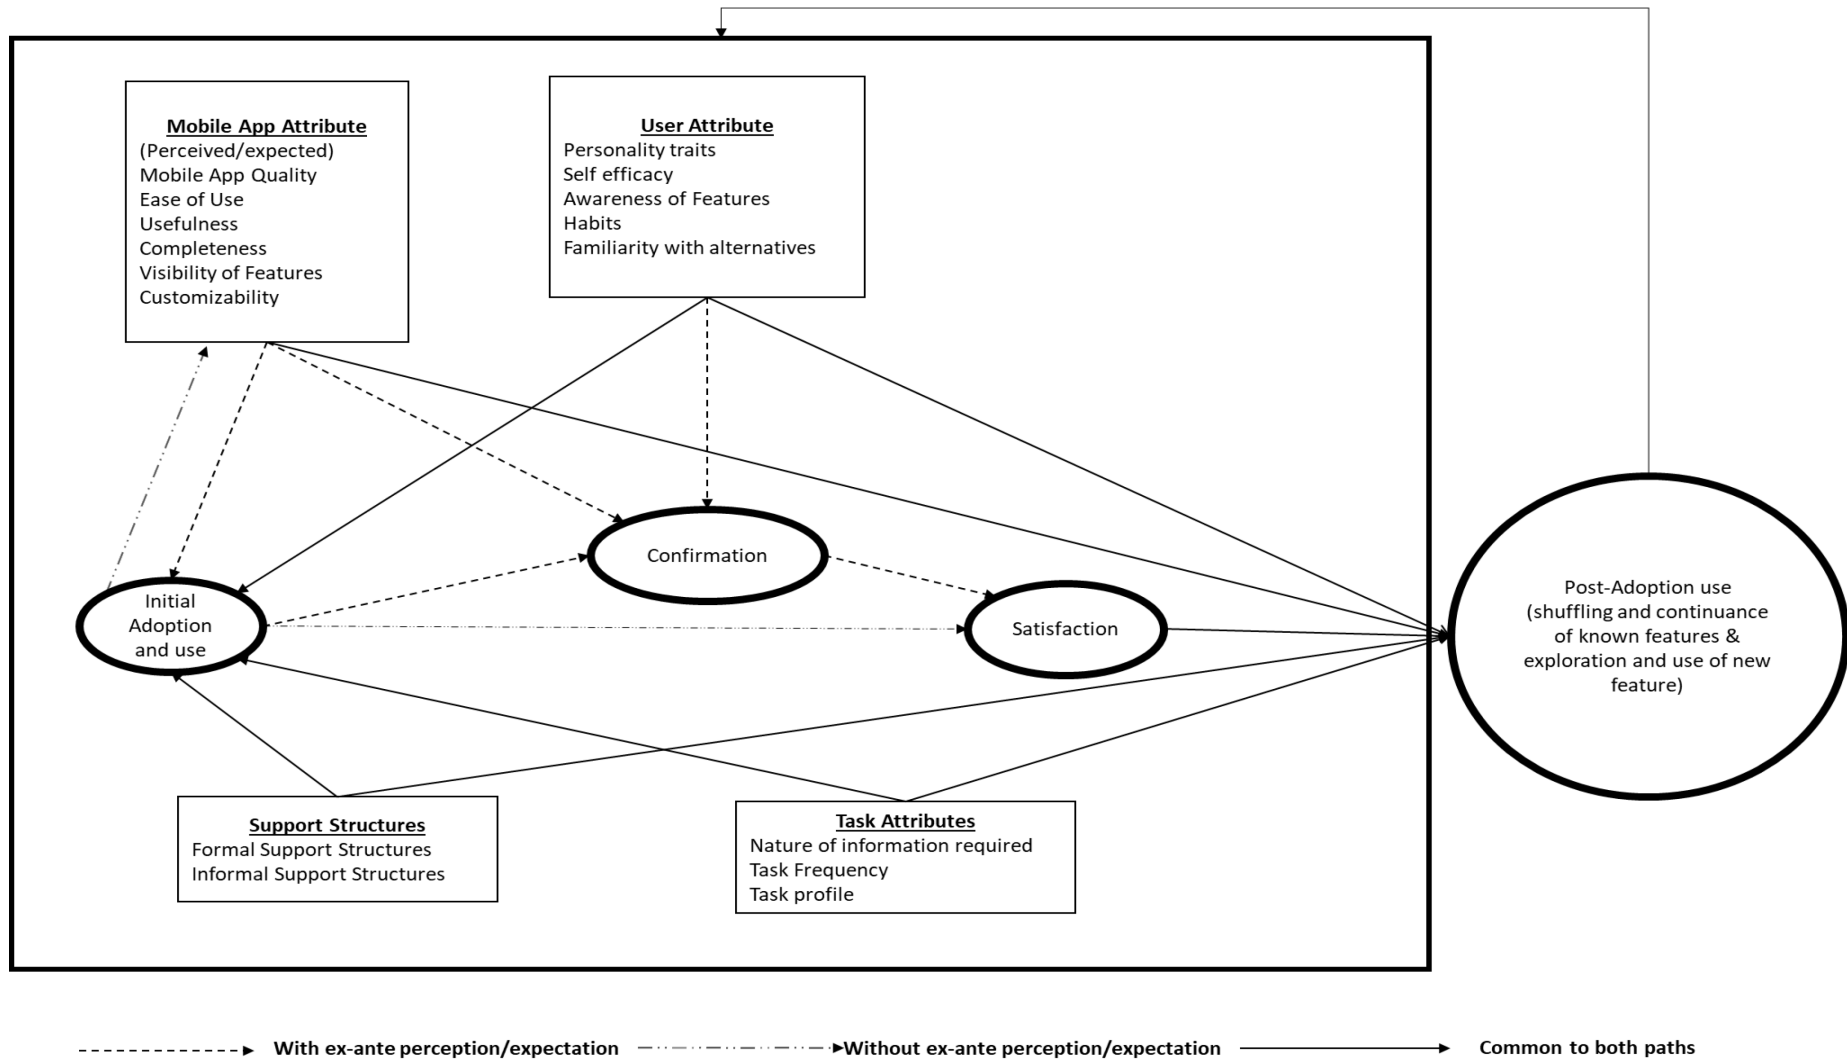 Mobile App Attribute
(Perceived/expected)
Mobile App Quality
Ease of Use
Usefulness
Completeness
Visibility of Features
Customizability
User Attribute
Personality traits
Self efficacy
Awareness of Features
Habits
Familiarity with alternatives
Confirmation
Initial
Adoption
and use
Satisfaction
Post-Adoption use
(shuffling and continuance
of known features &
exploration and use of new
feature)
Support Structures
Formal Support Structures
Informal Support Structures
Task Attributes
Nature of information required
Task Frequency
Task profile
With ex-ante perception/expectation
Without ex-ante perception/expectation
Common to both paths